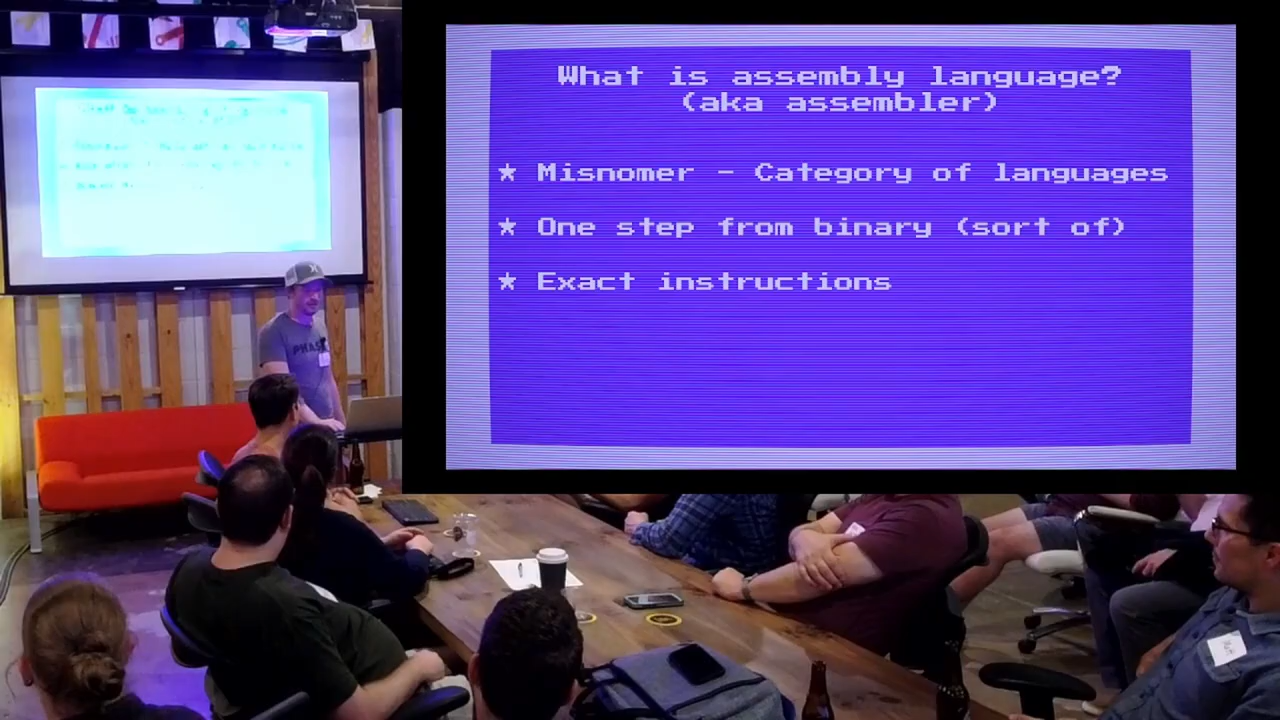 What is assembly language?
(aka assembler)
★ Misnomer - Category of languages
★ One step from binary (sort of)
★ Exact instructions